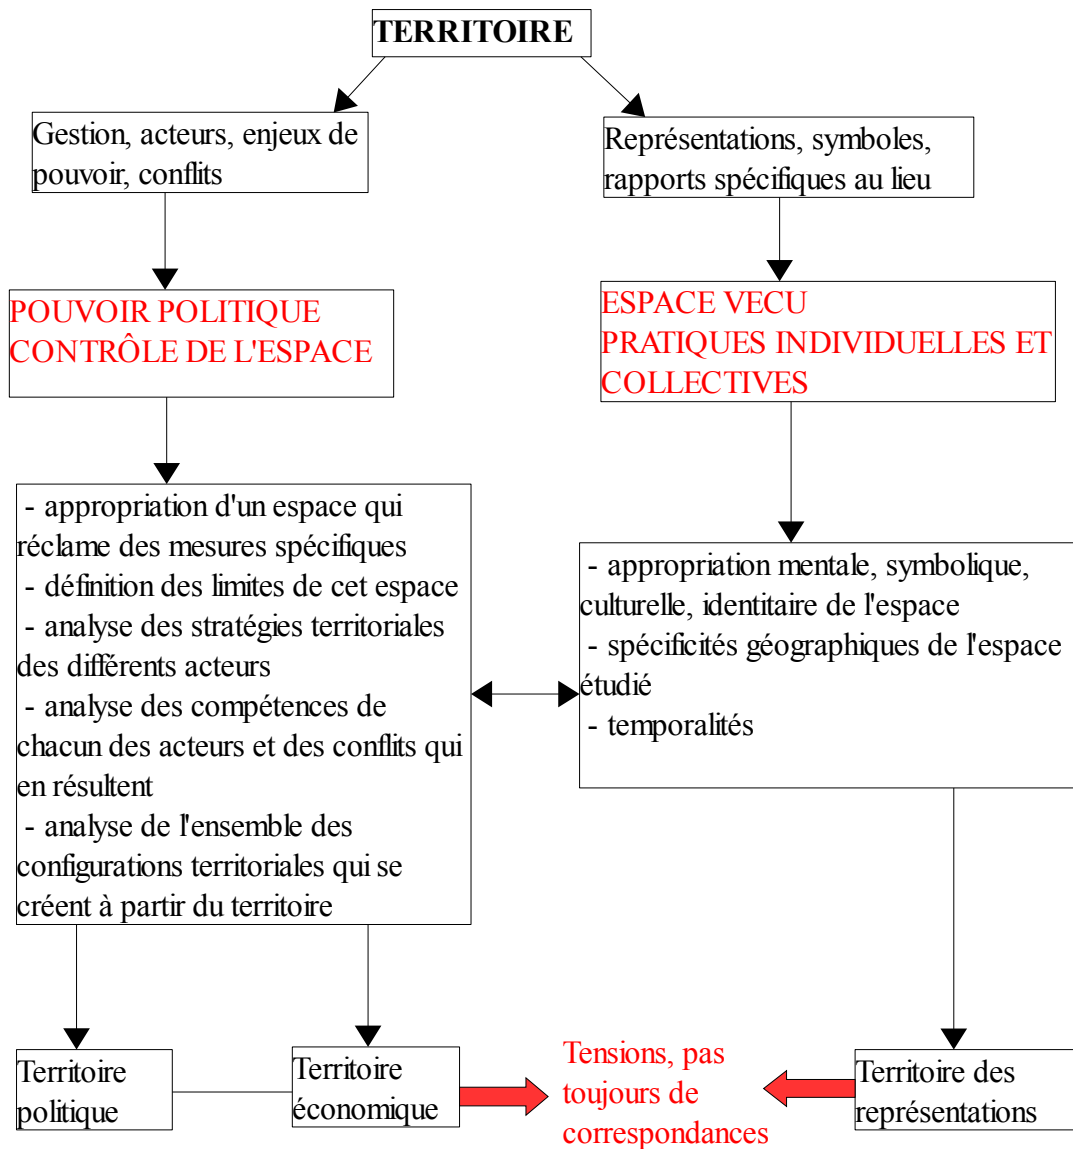 TERRITOIRE
Gestion, acteurs, enjeux de
pouvoir, conflits
Représentations, symboles,
rapports spécifiques au lieu
POUVOIR POLITIQUE
CONTRÔLE DE L'ESPACE
ESPACE VECU
PRATIQUES INDIVIDUELLES ET
COLLECTIVES
- appropriation d'un espace qui
réclame des mesures spécifiques
- définition des limites de cet espace
- analyse des stratégies territoriales
des différents acteurs
- analyse des compétences de
chacun des acteurs et des conflits qui
en résultent
- analyse de l'ensemble des
configurations territoriales qui se
créent à partir du territoire
- appropriation mentale, symbolique,
culturelle, identitaire de l'espace
- spécificités géographiques de l'espace
étudié
- temporalités
Territoire
politique
Territoire
économique
Tensions, pas
toujours de
correspondances
Territoire des
représentations